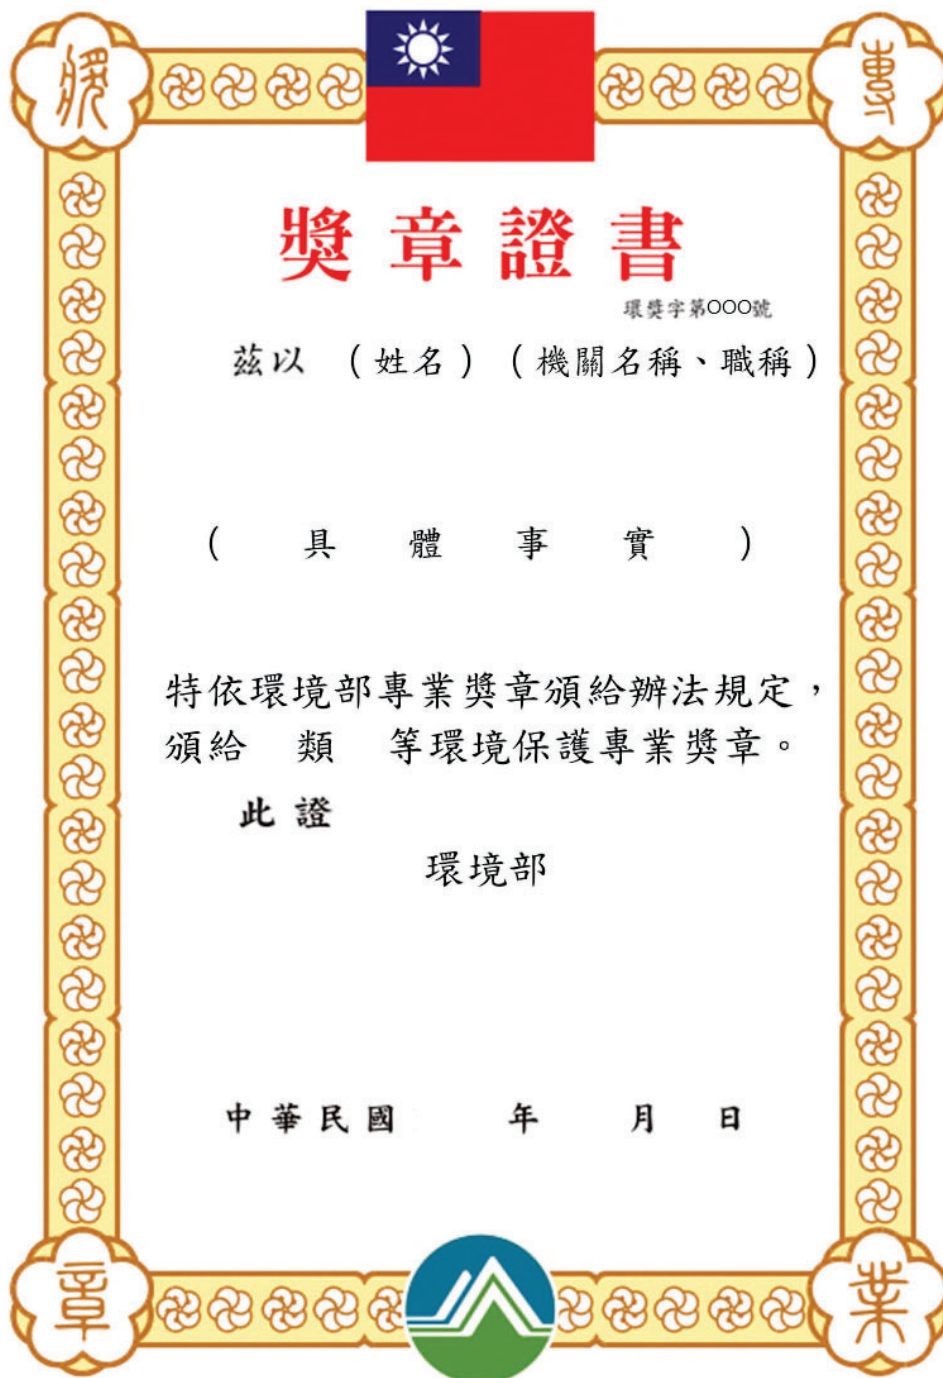 獎 專
獎章證書
環獎字第OOO號
茲以 （姓名）（機關名稱、職稱）
（ 具 體 事 實 ）
特依環境部專業獎章頒給辦法規定，
頒給 類 等環境保護專業獎章。
此證
環境部
中華民國 年 月 日
章 業